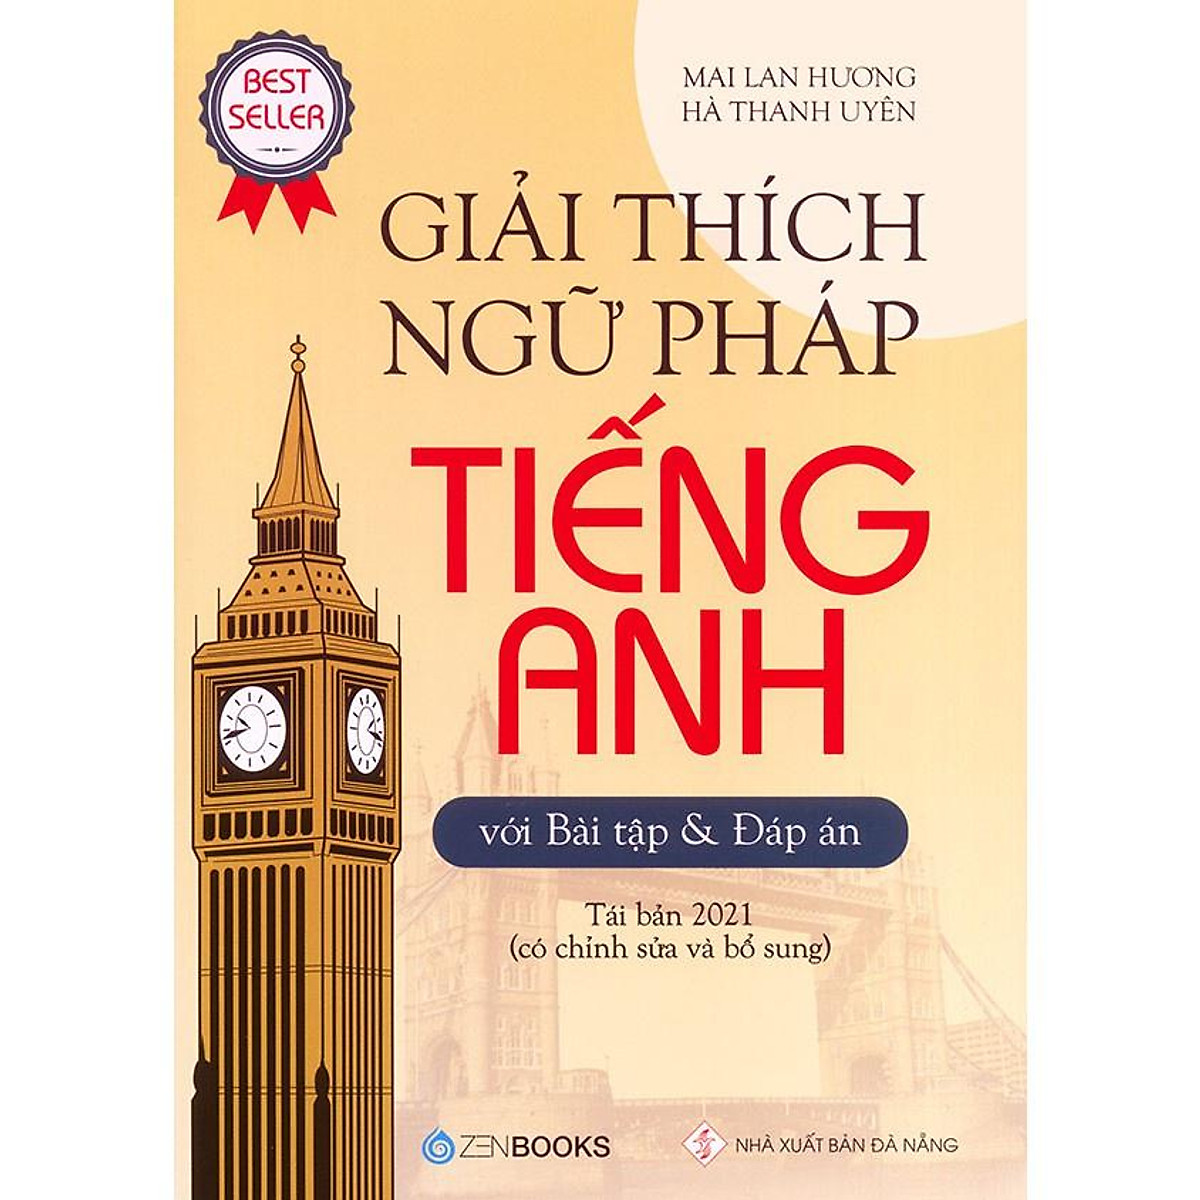 BEST
SELLER
MAI LAN HƯƠNG
HÀ THANH UYÊN
GIẢI THÍCH
NGỮ PHÁP
TIẾNG
ANH
với Bài tập & Đáp án
Tái bản 2021
(có chỉnh sửa và bổ sung)
ZENBOOKS
NHÀ XUẤT BẢN ĐÀ NẴNG